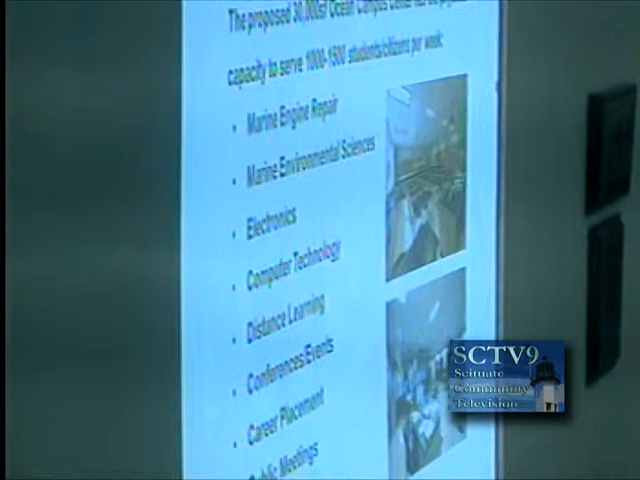 The proposed 30,000sf Ocean Campus Center has the
capacity to serve 1000-1500 students/citizens per week:
• Marine Engine Repair
• Marine Environmental Sciences
• Electronics
• Computer Technology
• Distance Learning
• Conferences/Events
• Career Placement
Public Meetings
SCTV9
Scituate
Community
Television